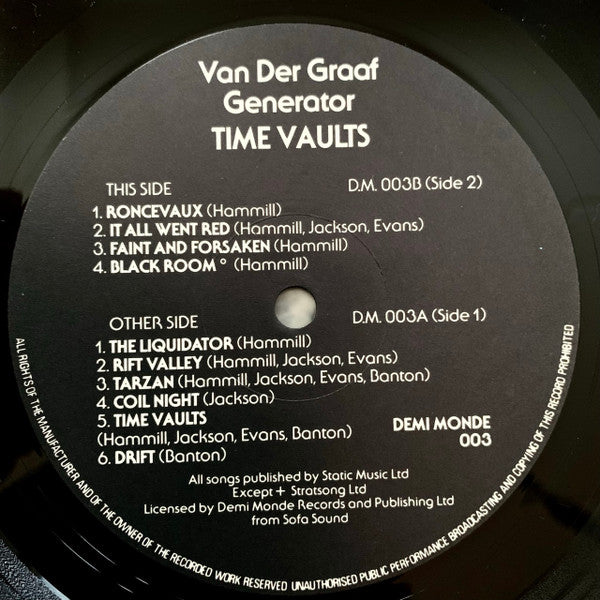 Van Der Graaf
Generator
TIME VAULTS
THIS SIDE D.M. 003B (Side 2)
1. RONCEVAUX (Hammill)
2. IT ALL WENT RED (Hammill, Jackson, Evans)
3. FAINT AND FORSAKEN (Hammill)
4. BLACK ROOM ° (Hammill)
OTHER SIDE D.M. 003A (Side 1)
1. THE LIQUIDATOR (Hammill)
2. RIFT VALLEY (Hammill, Jackson, Evans)
3. TARZAN (Hammill, Jackson, Evans, Banton)
4. COIL NIGHT (Jackson)
5. TIME VAULTS
(Hammill, Jackson, Evans, Banton)
6. DRIFT (Banton)
DEMI MONDE
003
All songs published by Static Music Ltd
Except + Stratsong Ltd
Licensed by Demi Monde Records and Publishing Ltd
from Sofa Sound
ALL RIGHTS OF THE MANUFACTURER AND OF THE OWNER OF THE RECORDED WORK RESERVED UNAUTHORISED PUBLIC PERFORMANCE BROADCASTING AND COPYING OF THIS RECORD PROHIBITED